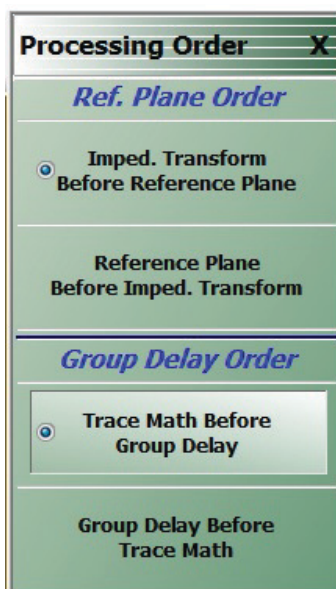 Processing Order X
Ref. Plane Order
Imped. Transform
Before Reference Plane
Reference Plane
Before Imped. Transform
Group Delay Order
Trace Math Before
Group Delay
Group Delay Before
Trace Math